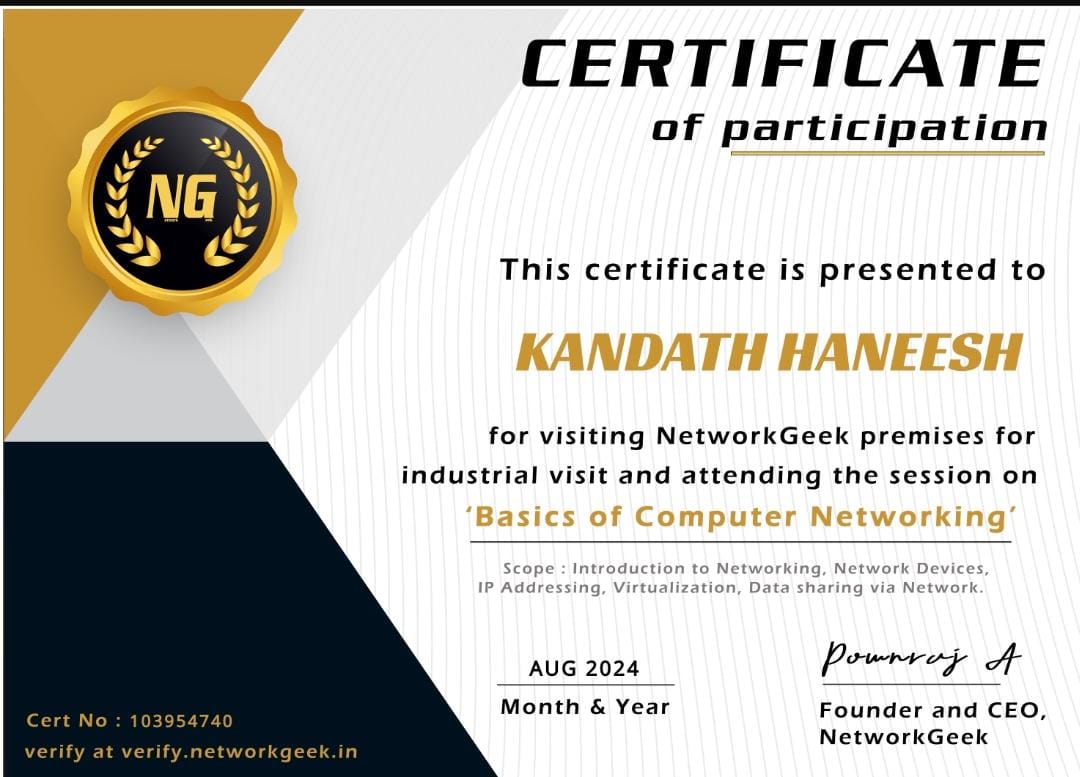 CERTIFICATE
of participation
NG
This certificate is presented to
KANDATH HANEESH
for visiting NetworkGeek premises for
industrial visit and attending the session on
‘Basics of Computer Networking’
Scope : Introduction to Networking, Network Devices,
IP Addressing, Virtualization, Data sharing via Network.
AUG 2024
Month & Year
Pownraj A
Founder and CEO,
NetworkGeek
Cert No : 103954740
verify at verify.networkgeek.in